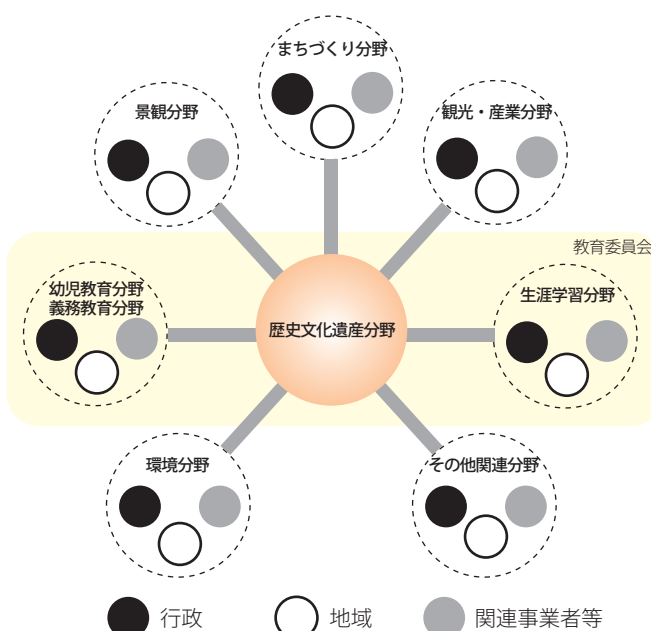 まちづくり分野
景観分野
観光・産業分野
教育委員会
幼児教育分野
義務教育分野
生涯学習分野
歴史文化遺産分野
環境分野
その他関連分野
行政
地域
関連事業者等